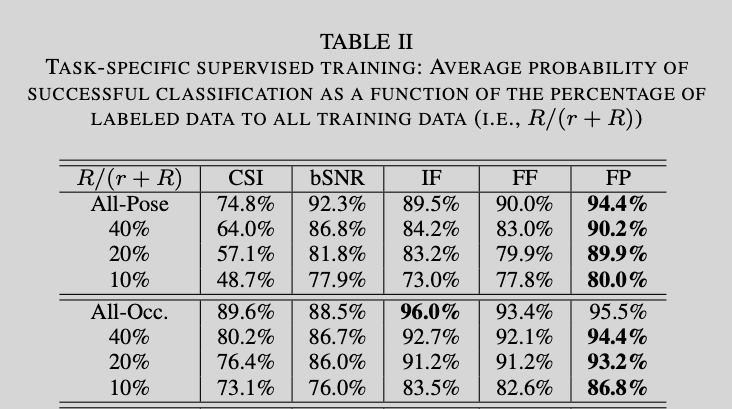 TABLE II
TASK-SPECIFIC SUPERVISED TRAINING: AVERAGE PROBABILITY OF
SUCCESSFUL CLASSIFICATION AS A FUNCTION OF THE PERCENTAGE OF
LABELED DATA TO ALL TRAINING DATA (I.E., R/(r + R))
R/(r + R) CSI bSNR IF FF FP
All-Pose 74.8% 92.3% 89.5% 90.0% 94.4%
40% 64.0% 86.8% 84.2% 83.0% 90.2%
20% 57.1% 81.8% 83.2% 79.9% 89.9%
10% 48.7% 77.9% 73.0% 77.8% 80.0%
All-Occ. 89.6% 88.5% 96.0% 93.4% 95.5%
40% 80.2% 86.7% 92.7% 92.1% 94.4%
20% 76.4% 86.0% 91.2% 91.2% 93.2%
10% 73.1% 76.0% 83.5% 82.6% 86.8%